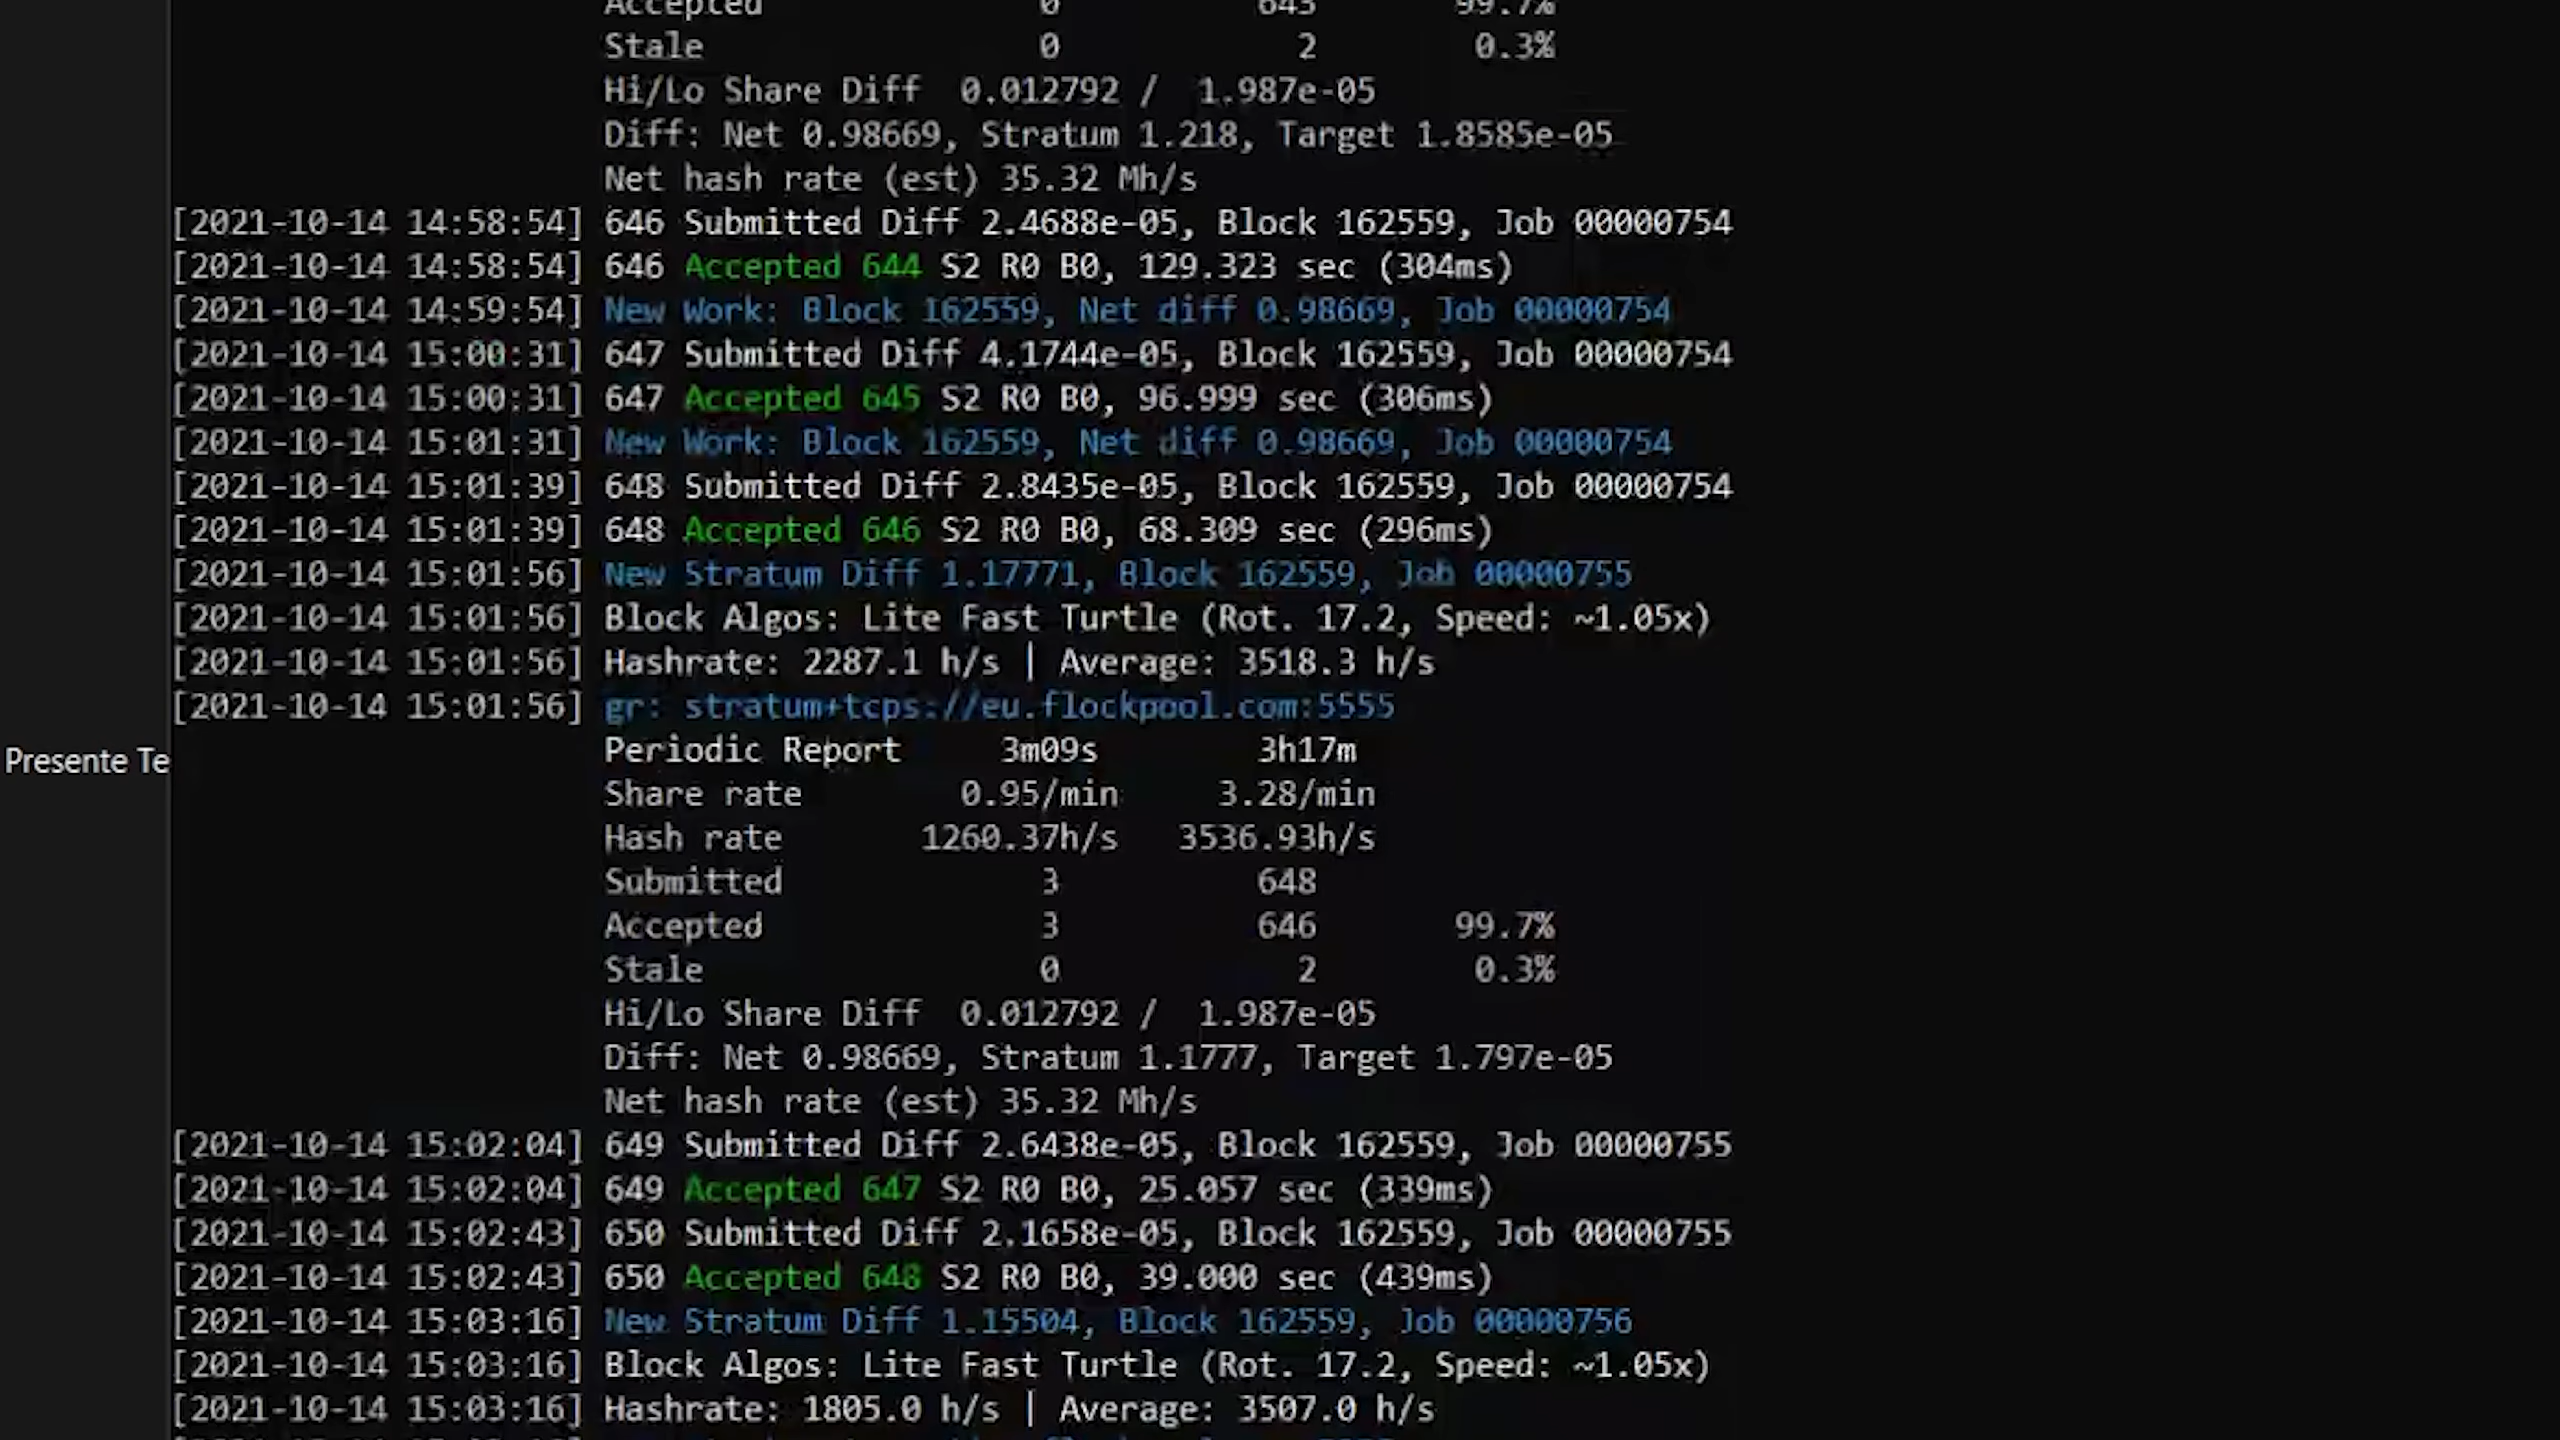 Accepted 0 643 99.7%
Stale 0 2 0.3%
Hi/Lo Share Diff 0.012792 / 1.987e-05
Diff: Net 0.98669, Stratum 1.218, Target 1.8585e-05
Net hash rate (est) 35.32 Mh/s
[2021-10-14 14:58:54] 646 Submitted Diff 2.4688e-05, Block 162559, Job 00000754
[2021-10-14 14:58:54] 646 Accepted 644 S2 R0 B0, 129.323 sec (304ms)
[2021-10-14 14:59:54] New Work: Block 162559, Net diff 0.98669, Job 00000754
[2021-10-14 15:00:31] 647 Submitted Diff 4.1744e-05, Block 162559, Job 00000754
[2021-10-14 15:00:31] 647 Accepted 645 S2 R0 B0, 96.999 sec (306ms)
[2021-10-14 15:01:31] New Work: Block 162559, Net diff 0.98669, Job 00000754
[2021-10-14 15:01:39] 648 Submitted Diff 2.8435e-05, Block 162559, Job 00000754
[2021-10-14 15:01:39] 648 Accepted 646 S2 R0 B0, 68.309 sec (296ms)
[2021-10-14 15:01:56] New Stratum Diff 1.17771, Block 162559, Job 00000755
[2021-10-14 15:01:56] Block Algos: Lite Fast Turtle (Rot. 17.2, Speed: ~1.05x)
[2021-10-14 15:01:56] Hashrate: 2287.1 h/s | Average: 3518.3 h/s
[2021-10-14 15:01:56] gr: stratum+tcps://eu.flockpool.com:5555
Periodic Report 3m09s 3h17m
Presente Te
Share rate 0.95/min 3.28/min
Hash rate 1260.37h/s 3536.93h/s
Submitted 3 648
Accepted 3 646 99.7%
Stale 0 2 0.3%
Hi/Lo Share Diff 0.012792 / 1.987e-05
Diff: Net 0.98669, Stratum 1.1777, Target 1.797e-05
Net hash rate (est) 35.32 Mh/s
[2021-10-14 15:02:04] 649 Submitted Diff 2.6438e-05, Block 162559, Job 00000755
[2021-10-14 15:02:04] 649 Accepted 647 S2 R0 B0, 25.057 sec (339ms)
[2021-10-14 15:02:43] 650 Submitted Diff 2.1658e-05, Block 162559, Job 00000755
[2021-10-14 15:02:43] 650 Accepted 648 S2 R0 B0, 39.000 sec (439ms)
[2021-10-14 15:03:16] New Stratum Diff 1.15504, Block 162559, Job 00000756
[2021-10-14 15:03:16] Block Algos: Lite Fast Turtle (Rot. 17.2, Speed: ~1.05x)
[2021-10-14 15:03:16] Hashrate: 1805.0 h/s | Average: 3507.0 h/s